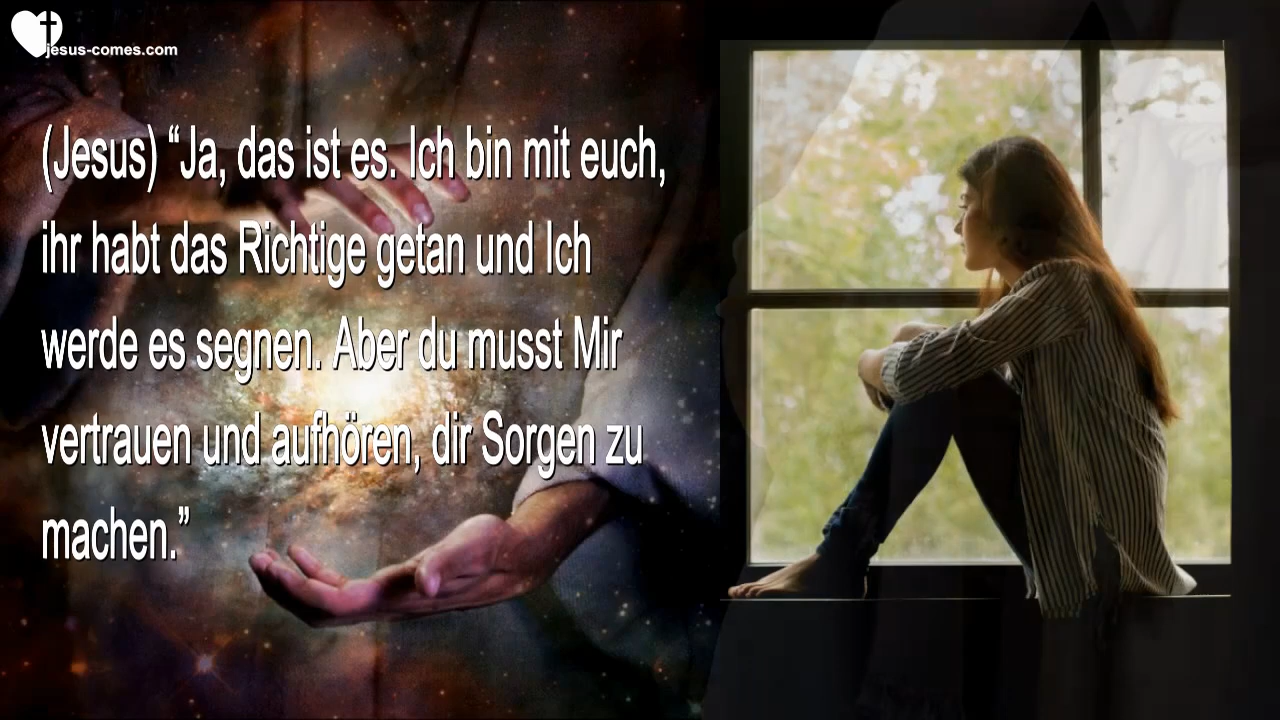 jesus-comes.com
(Jesus) “Ja, das ist es. Ich bin mit euch,
ihr habt das Richtige getan und Ich
werde es segnen. Aber du musst Mir
vertrauen und aufhören, dir Sorgen zu
machen.”